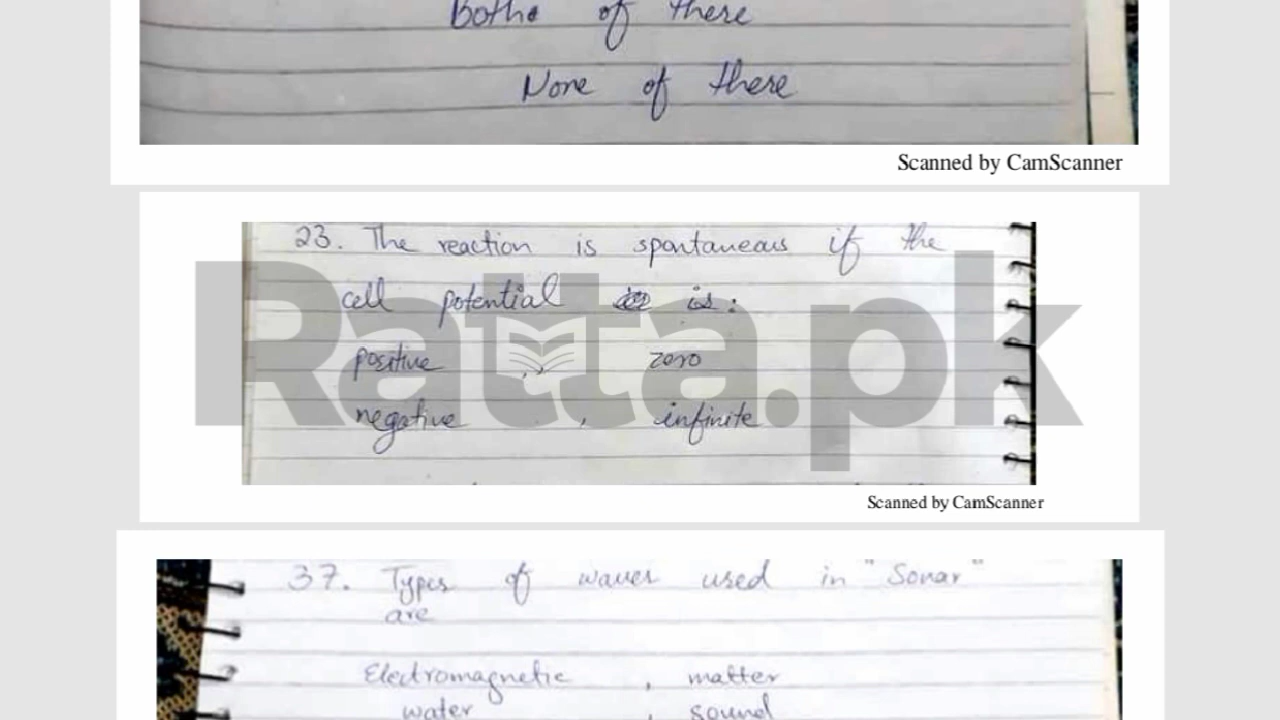 Bothe of there
None of there
Scanned by CamScanner
23. The reaction is spontaneous if the
cell potential is:
positive , zero
negative , infinite
Ratta.pk
Scanned by CamScanner
37. Types of waves used in "Sonar"
are
Electromagnetic , matter
water , sound